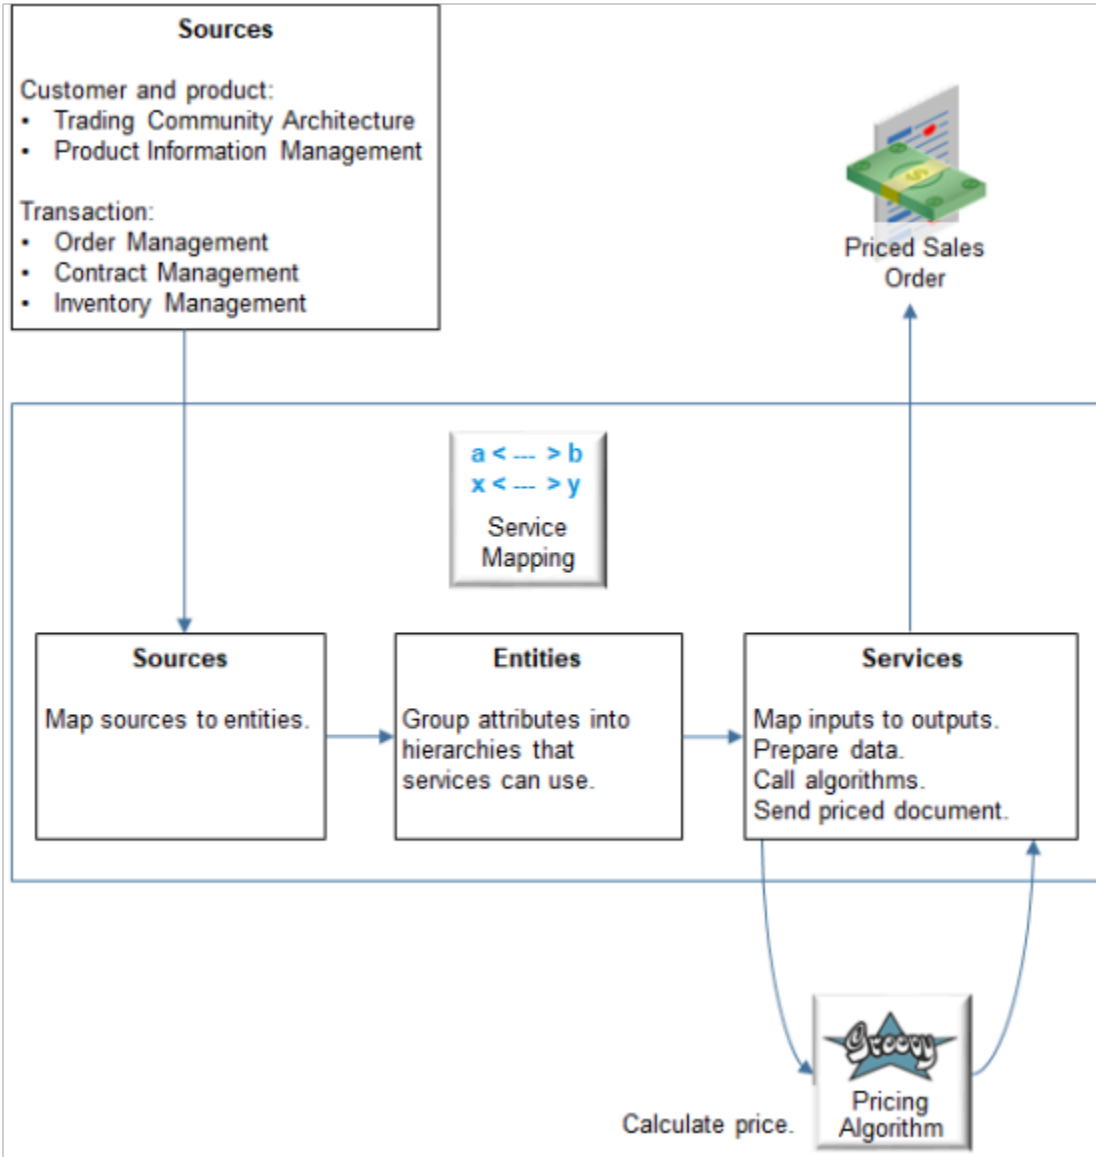 Sources
Customer and product:
• Trading Community Architecture
• Product Information Management
Transaction:
• Order Management
• Contract Management
• Inventory Management
Priced Sales
Order
a < --- > b
x < --- > y
Service
Mapping
Sources
Map sources to entities.
Entities
Group attributes into
hierarchies that
services can use.
Services
Map inputs to outputs.
Prepare data.
Call algorithms.
Send priced document.
Calculate price.
Groovy
Pricing
Algorithm